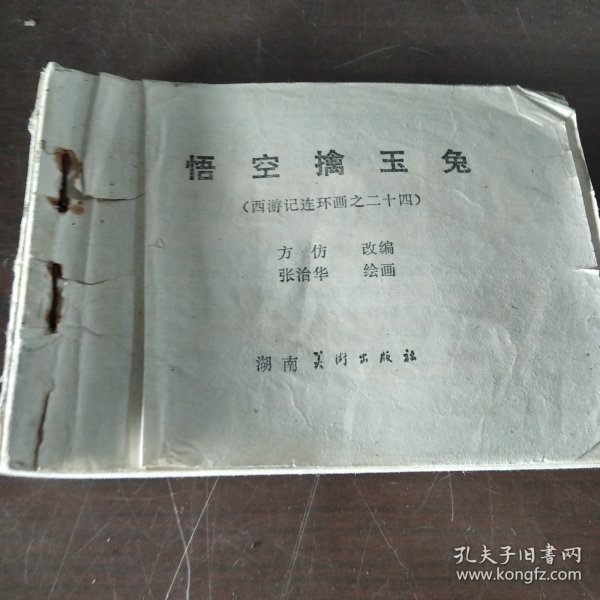 悟空擒玉兔
（西游记连环画之二十四）
方仿 改编
张治华 绘画
湖南美术出版社
孔夫子旧书网
www.kongfz.com